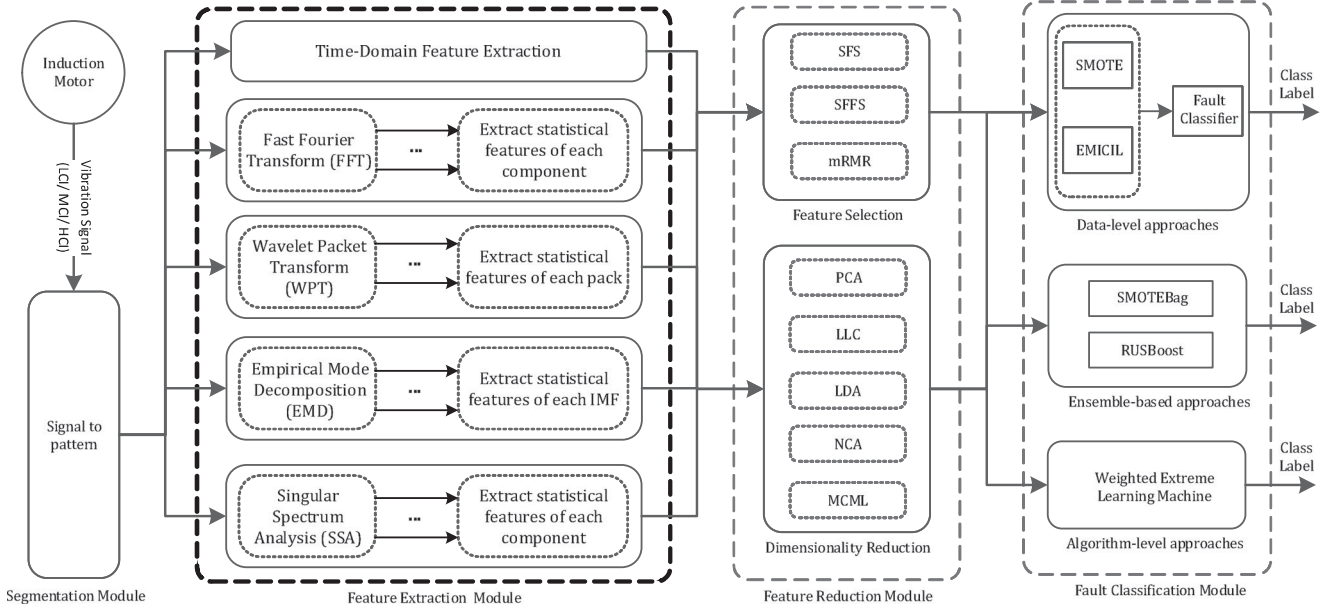 Induction
Motor
Vibration Signal
(LCI/ MCI/ HCI)
Signal to
pattern
Segmentation Module
Time-Domain Feature Extraction
Fast Fourier
Transform (FFT)
...
Extract statistical
features of each
component
Wavelet Packet
Transform
(WPT)
...
Extract statistical
features of each pack
Empirical Mode
Decomposition
(EMD)
...
Extract statistical
features of each IMF
Singular
Spectrum
Analysis (SSA)
...
Extract statistical
features of each
component
Feature Extraction Module
SFS
SFFS
mRMR
Feature Selection
PCA
LLC
LDA
NCA
MCML
Dimensionality Reduction
Feature Reduction Module
SMOTE
EMICIL
Fault
Classifier
Data-level approaches
Class
Label
SMOTEBag
RUSBoost
Ensemble-based approaches
Class
Label
Weighted Extreme
Learning Machine
Algorithm-level approaches
Class
Label
Fault Classification Module